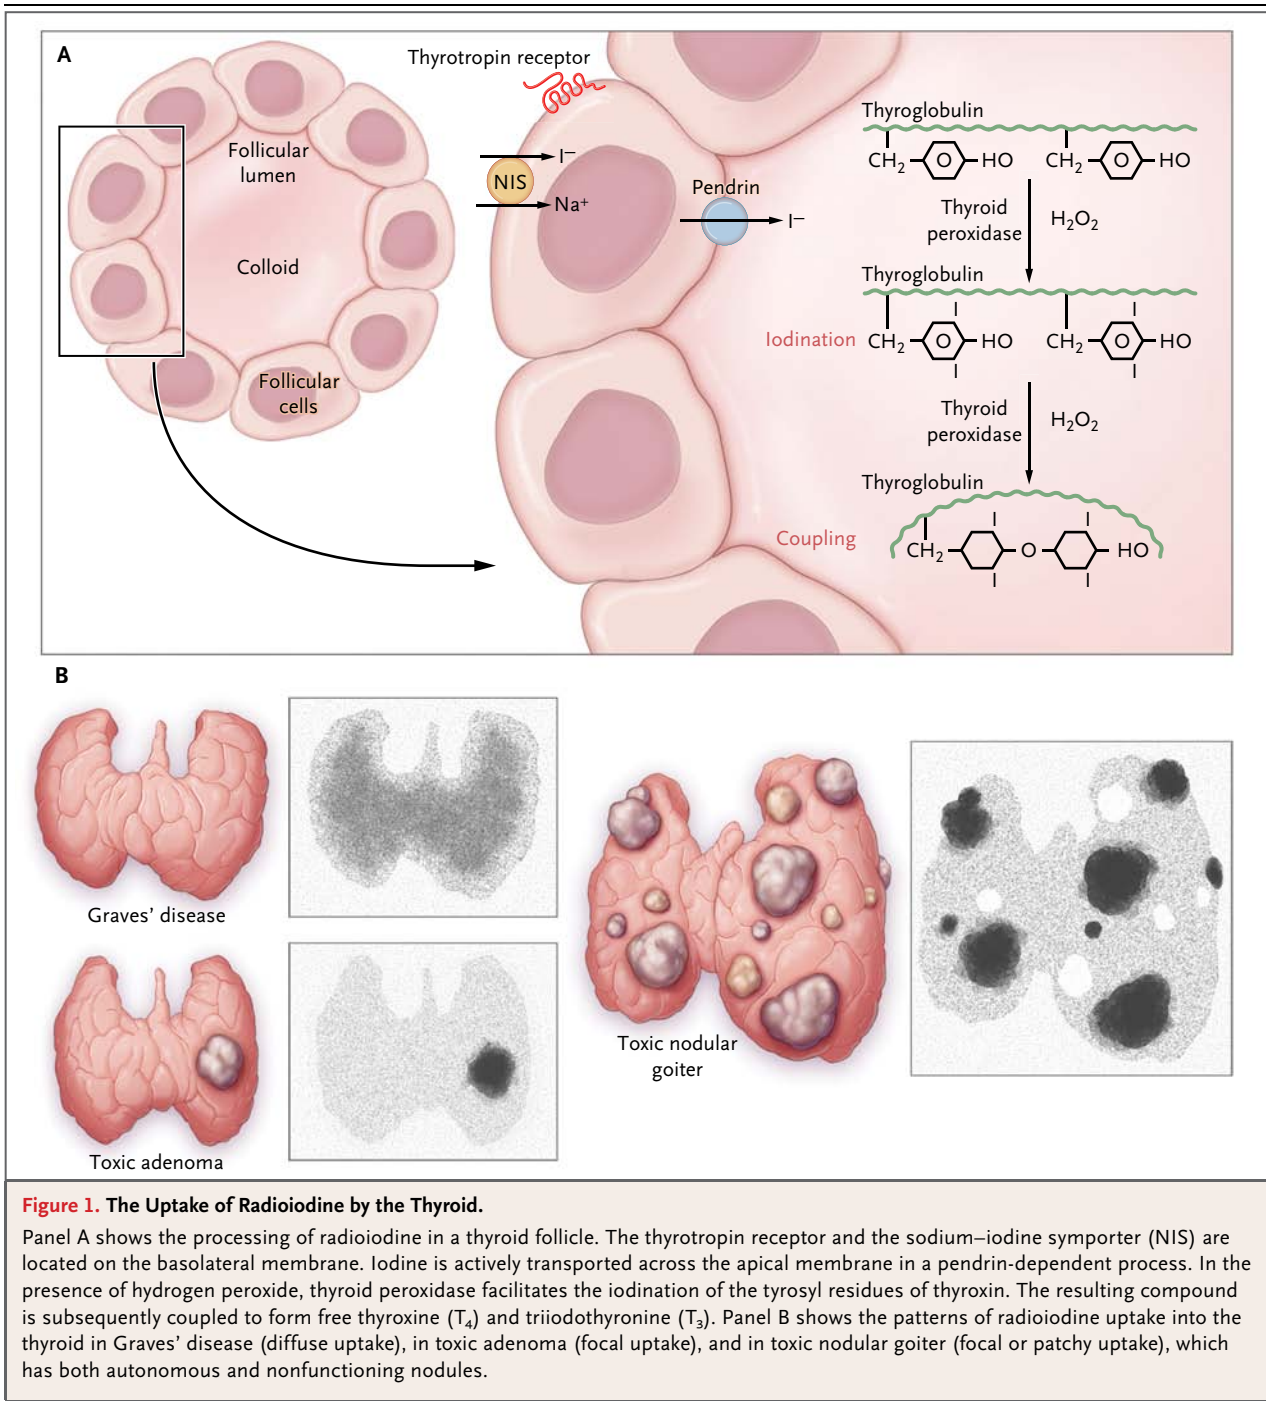 A
Thyrotropin receptor
Follicular
lumen
Colloid
Follicular
cells
I–
NIS
Na+
Pendrin
I–
Thyroglobulin
CH2 HO CH2 HO
Thyroid
peroxidase
H2O2
Thyroglobulin
I I
Iodination CH2 HO CH2 HO
I I
Thyroid
peroxidase
H2O2
Thyroglobulin
I I
Coupling CH2 O HO
I I
B
Graves’ disease
Toxic adenoma
Toxic nodular
goiter
Figure 1. The Uptake of Radioiodine by the Thyroid.
Panel A shows the processing of radioiodine in a thyroid follicle. The thyrotropin receptor and the sodium–iodine symporter (NIS) are
located on the basolateral membrane. Iodine is actively transported across the apical membrane in a pendrin-dependent process. In the
presence of hydrogen peroxide, thyroid peroxidase facilitates the iodination of the tyrosyl residues of thyroxin. The resulting compound
is subsequently coupled to form free thyroxine (T4) and triiodothyronine (T3). Panel B shows the patterns of radioiodine uptake into the
thyroid in Graves’ disease (diffuse uptake), in toxic adenoma (focal uptake), and in toxic nodular goiter (focal or patchy uptake), which
has both autonomous and nonfunctioning nodules.